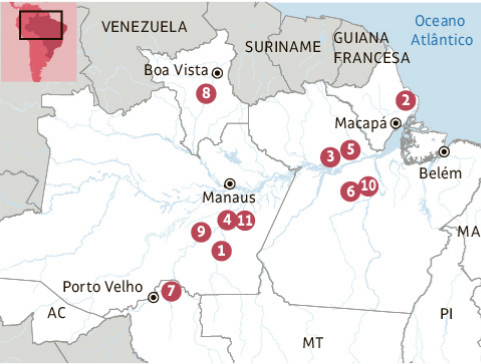 VENEZUELA
SURINAME
GUIANA
FRANCESA
Oceano
Atlântico
Boa Vista
8
2
Macapá
5
3
Belém
6
10
Manaus
4
11
9
1
Porto Velho
7
AC
MT
PI
MA